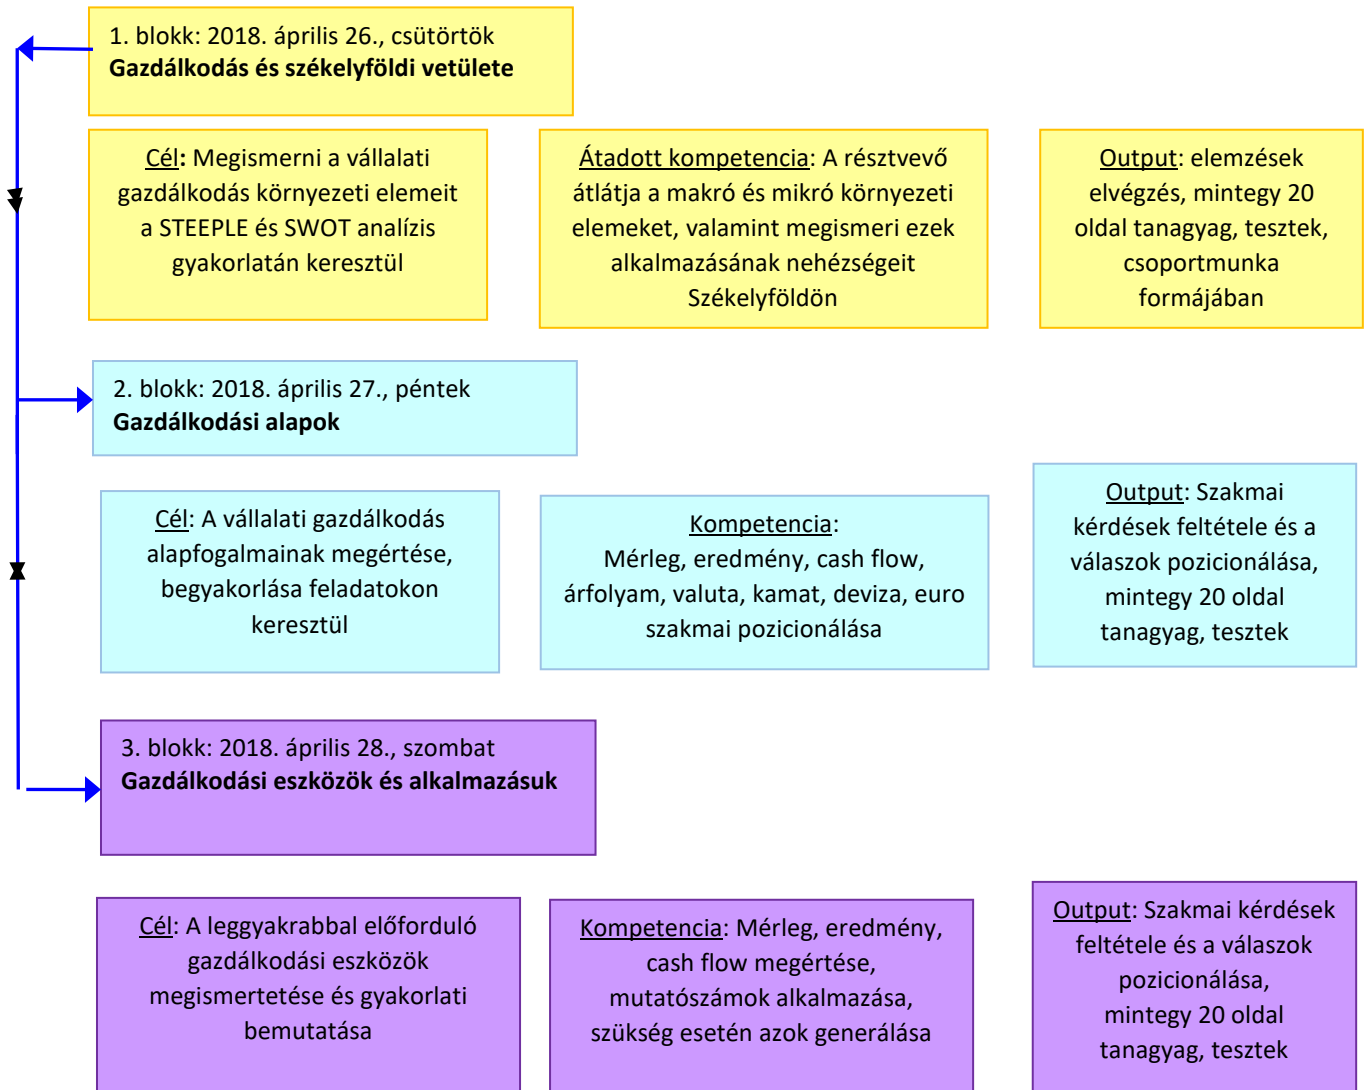 1. blokk: 2018. április 26., csütörtök
Gazdálkodás és székelyföldi vetülete
Cél: Megismerni a vállalati
gazdálkodás környezeti elemeit
a STEEPLE és SWOT analízis
gyakorlatán keresztül
Átadott kompetencia: A résztvevő
átlátja a makró és mikró környezeti
elemeket, valamint megismeri ezek
alkalmazásának nehézségeit
Székelyföldön
Output: elemzések
elvégzés, mintegy 20
oldal tanagyag, tesztek,
csoportmunka
formájában
2. blokk: 2018. április 27., péntek
Gazdálkodási alapok
Cél: A vállalati gazdálkodás
alapfogalmainak megértése,
begyakorlása feladatokon
keresztül
Kompetencia:
Mérleg, eredmény, cash flow,
árfolyam, valuta, kamat, deviza, euro
szakmai pozicionálása
Output: Szakmai
kérdések feltétele és a
válaszok pozicionálása,
mintegy 20 oldal
tanagyag, tesztek
3. blokk: 2018. április 28., szombat
Gazdálkodási eszközök és alkalmazásuk
Cél: A leggyakrabbal előforduló
gazdálkodási eszközök
megismertetése és gyakorlati
bemutatása
Kompetencia: Mérleg, eredmény,
cash flow megértése,
mutatószámok alkalmazása,
szükség esetén azok generálása
Output: Szakmai kérdések
feltétele és a válaszok
pozicionálása,
mintegy 20 oldal
tanagyag, tesztek